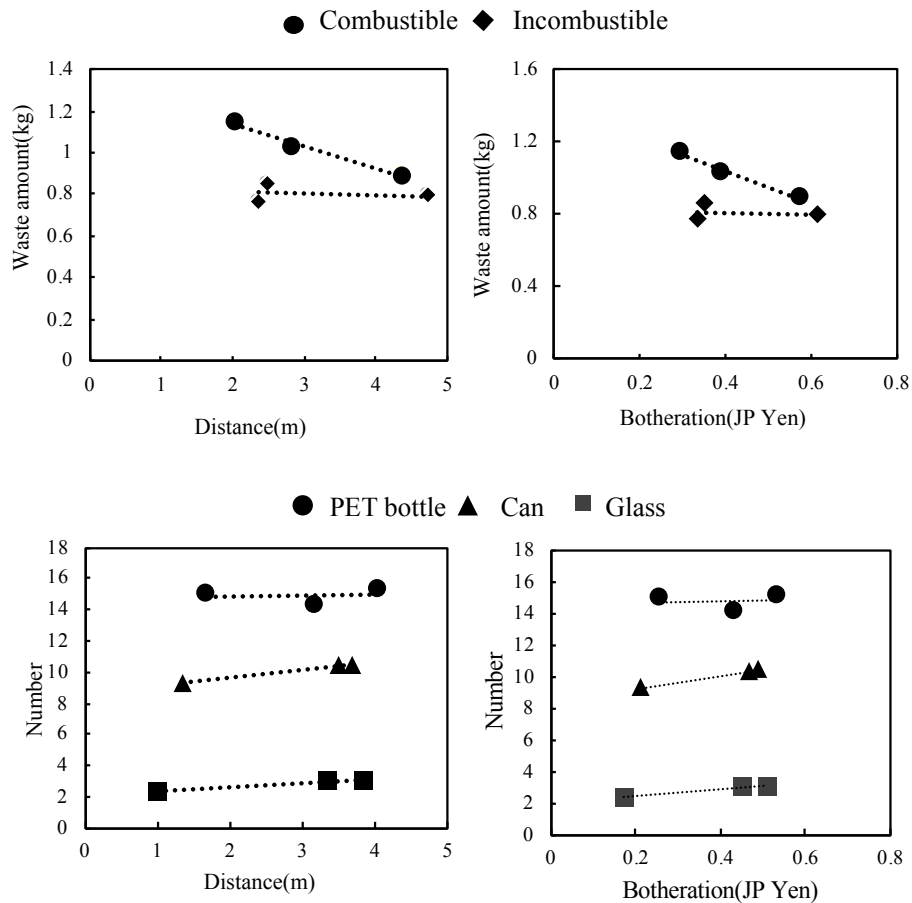 Combustible Incombustible
1.4
1.2
1
0.8
0.6
0.4
0.2
0
Waste amount(kg)
0 1 2 3 4 5
Distance(m)
1.6
1.2
0.8
0.4
0
Waste amount(kg)
0 0.2 0.4 0.6 0.8
Botheration(JP Yen)
PET bottle Can Glass
18
16
14
12
10
8
6
4
2
0
Number
0 1 2 3 4 5
Distance(m)
18
16
14
12
10
8
6
4
2
0
Number
0 0.2 0.4 0.6 0.8
Botheration(JP Yen)